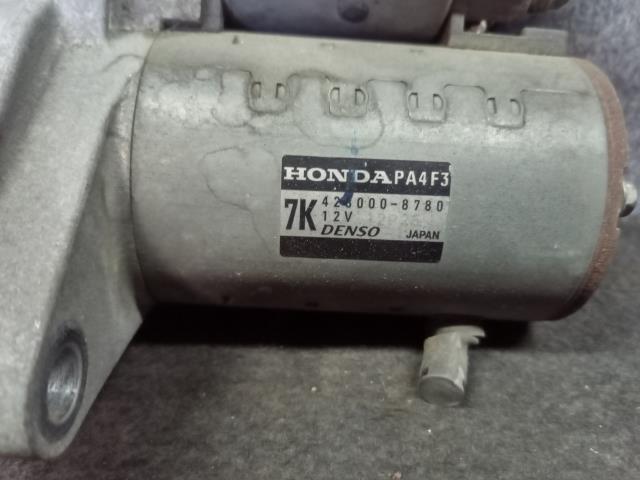 HONDA PA4F3
7K 428000-8780
12V
DENSO JAPAN